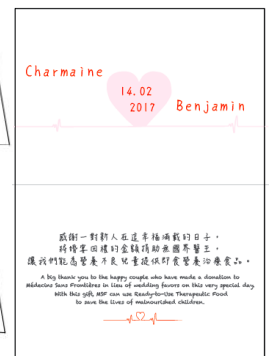 Charmaine
14.02
2017
Benjamin
感謝一對新人在這幸福滿載的日子，
將婚宴回禮的金額捐助無國界醫生，
讓我們能為營養不良兒童提供即食營養治療食品。
A big thank you to the happy couple who have made a donation to
Médecins Sans Frontières in lieu of wedding favors on this very special day.
With this gift, MSF can use Ready-to-Use Therapeutic Food
to save the lives of malnourished children.